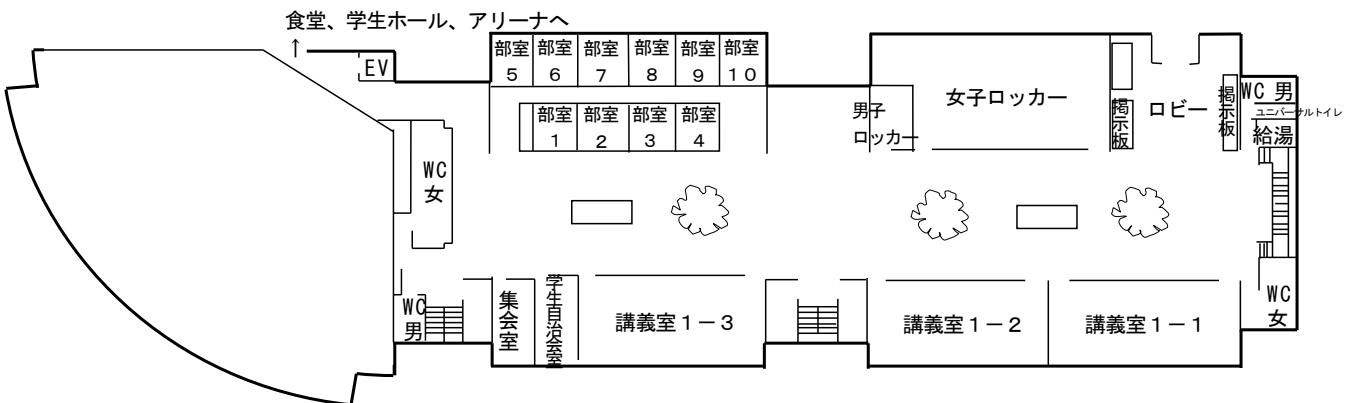 食堂、学生ホール、アリーナへ
↑
EV
部室
5
部室
6
部室
7
部室
8
部室
9
部室
10
部室
1
部室
2
部室
3
部室
4
男子
ロッカー
女子ロッカー
掲示板
ロビー
掲示板
WC 男
ユニバーサルトイレ
給湯
WC
女
WC
男
集会室
学生自治会室
講義室1-3
講義室1-2
講義室1-1
WC
女